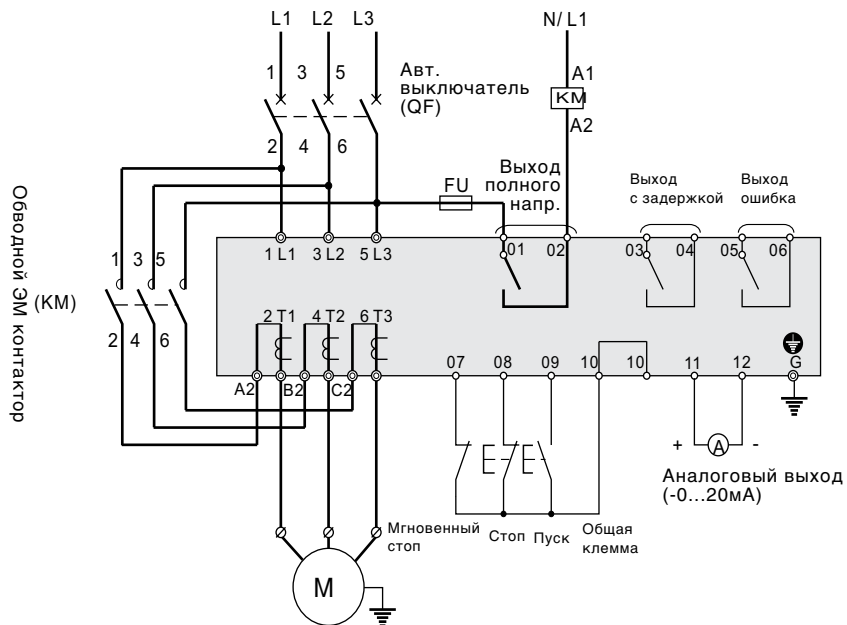 L1 L2 L3 N/ L1
1 3 5
Авт.
выключатель
(QF)
A1
KM
A2
2 4 6
Выход
полного
напр.
FU
Выход
с задержкой
Выход
ошибка
Обводной ЭМ контактор
(KM)
1 3 5
2 4 6
1 L1 3 L2 5 L3 01 02 03 04 05 06
2 T1 4 T2 6 T3
A2 B2 C2
07 08 09 10 10 11 12 G
+ A -
Аналоговый выход
(-0...20мА)
Мгновенный
стоп
Стоп Пуск
Общая
клемма
M